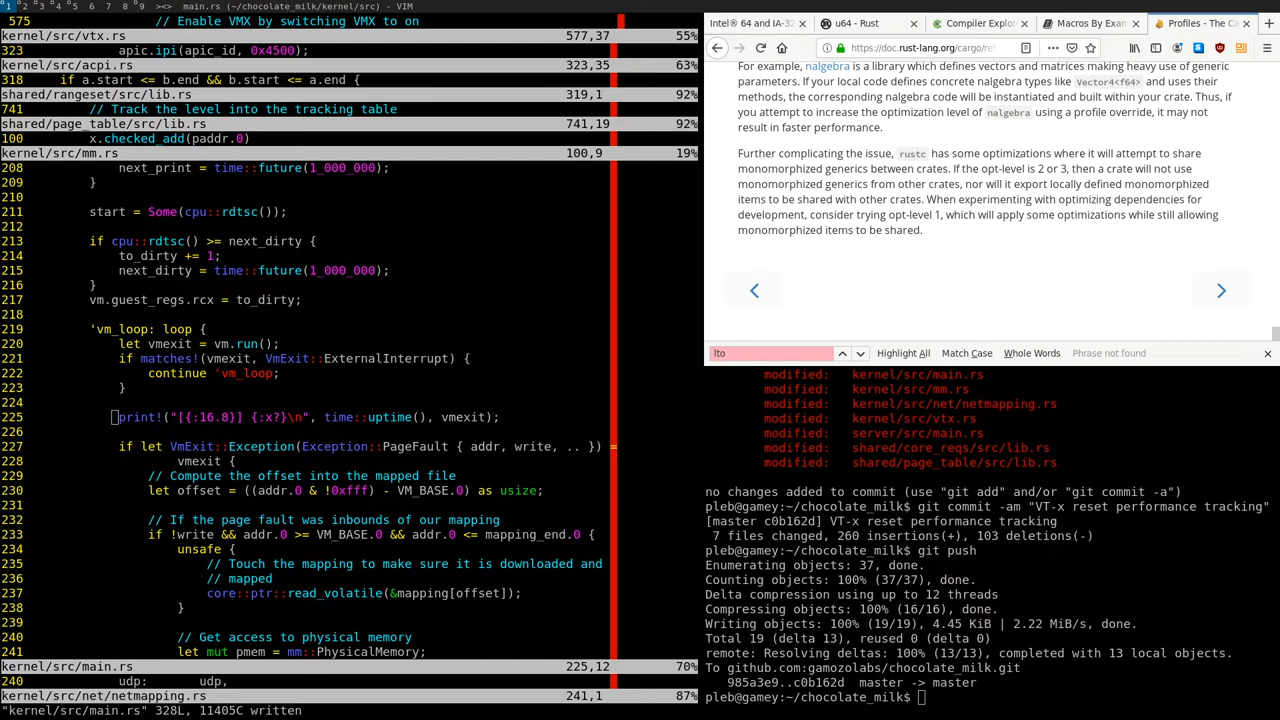 1 2 3 4 5 6 7 8 9 ><> main.rs (~/chocolate_milk/kernel/src) - VIM
575 // Enable VMX by switching VMX to on
kernel/src/vtx.rs 577,37 55%
323 apic.ipi(apic_id, 0x4500);
kernel/src/acpi.rs 323,35 63%
318 if a.start <= b.end && b.start <= a.end {
shared/rangeset/src/lib.rs 319,1 92%
741 // Track the level into the tracking table
shared/page_table/src/lib.rs 741,19 92%
100 x.checked_add(paddr.0)
kernel/src/mm.rs 100,9 19%
208 next_print = time::future(1_000_000);
209 }
210
211 start = Some(cpu::rdtsc());
212
213 if cpu::rdtsc() >= next_dirty {
214 to_dirty += 1;
215 next_dirty = time::future(1_000_000);
216 }
217 vm.guest_regs.rcx = to_dirty;
218
219 'vm_loop: loop {
220 let vmexit = vm.run();
221 if matches!(vmexit, VmExit::ExternalInterrupt) {
222 continue 'vm_loop;
223 }
224
225 print!("[{:16.8}] {:x?}\n", time::uptime(), vmexit);
226
227 if let VmExit::Exception(Exception::PageFault { addr, write, .. }) =
228 vmexit {
229 // Compute the offset into the mapped file
230 let offset = ((addr.0 & !0xfff) - VM_BASE.0) as usize;
231
232 // If the page fault was inbounds of our mapping
233 if !write && addr.0 >= VM_BASE.0 && addr.0 <= mapping_end.0 {
234 unsafe {
235 // Touch the mapping to make sure it is downloaded and
236 // mapped
237 core::ptr::read_volatile(&mapping[offset]);
238 }
239
240 // Get access to physical memory
241 let mut pmem = mm::PhysicalMemory;
kernel/src/main.rs 225,12 70%
240 udp: udp,
kernel/src/net/netmapping.rs 241,1 87%
"kernel/src/main.rs" 328L, 11405C written
Intel® 64 and IA-32 u64 - Rust Compiler Explor Macros By Exam Profiles - The Ca
https://doc.rust-lang.org/cargo/re
For example, nalgebra is a library which defines vectors and matrices making heavy use of generic
parameters. If your local code defines concrete nalgebra types like Vector4<f64> and uses their
methods, the corresponding nalgebra code will be instantiated and built within your crate. Thus, if
you attempt to increase the optimization level of nalgebra using a profile override, it may not
result in faster performance.
Further complicating the issue, rustc has some optimizations where it will attempt to share
monomorphized generics between crates. If the opt-level is 2 or 3, then a crate will not use
monomorphized generics from other crates, nor will it export locally defined monomorphized
items to be shared with other crates. When experimenting with optimizing dependencies for
development, consider trying opt-level 1, which will apply some optimizations while still allowing
monomorphized items to be shared.
lto Highlight All Match Case Whole Words Phrase not found
modified: kernel/src/main.rs
modified: kernel/src/mm.rs
modified: kernel/src/net/netmapping.rs
modified: kernel/src/vtx.rs
modified: server/src/main.rs
modified: shared/core_reqs/src/lib.rs
modified: shared/page_table/src/lib.rs
no changes added to commit (use "git add" and/or "git commit -a")
pleb@gamey:~/chocolate_milk$ git commit -am "VT-x reset performance tracking"
[master c0b162d] VT-x reset performance tracking
7 files changed, 260 insertions(+), 103 deletions(-)
pleb@gamey:~/chocolate_milk$ git push
Enumerating objects: 37, done.
Counting objects: 100% (37/37), done.
Delta compression using up to 12 threads
Compressing objects: 100% (16/16), done.
Writing objects: 100% (19/19), 4.45 KiB | 2.22 MiB/s, done.
Total 19 (delta 13), reused 0 (delta 0)
remote: Resolving deltas: 100% (13/13), completed with 13 local objects.
To github.com:gamozolabs/chocolate_milk.git
985a3e9..c0b162d master -> master
pleb@gamey:~/chocolate_milk$